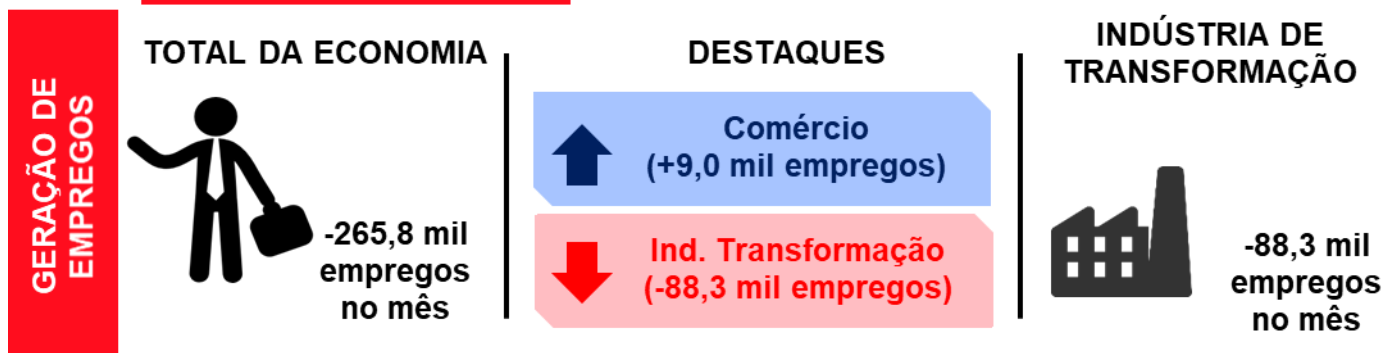 GERAÇÃO DE
EMPREGOS
TOTAL DA ECONOMIA
-265,8 mil
empregos
no mês
DESTAQUES
Comércio
(+9,0 mil empregos)
Ind. Transformação
(-88,3 mil empregos)
INDÚSTRIA DE
TRANSFORMAÇÃO
-88,3 mil
empregos
no mês